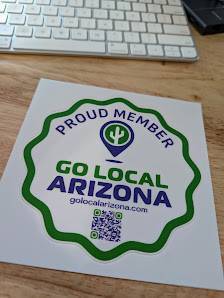 PROUD MEMBER
GO LOCAL
ARIZONA
golocalarizona.com